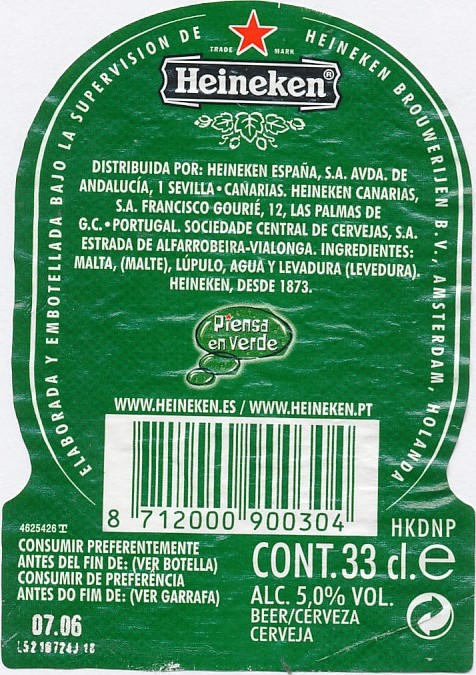 ELABORADA Y EMBOTELLADA BAJO LA SUPERVISION DE HEINEKEN BROUWERIJEN B.V., AMSTERDAM, HOLANDA
TRADE MARK
Heineken®
DISTRIBUIDA POR: HEINEKEN ESPAÑA, S.A. AVDA. DE
ANDALUCÍA, 1 SEVILLA • CANARIAS. HEINEKEN CANARIAS,
S.A. FRANCISCO GOURIÉ, 12, LAS PALMAS DE
G.C. • PORTUGAL. SOCIEDADE CENTRAL DE CERVEJAS, S.A.
ESTRADA DE ALFARROBEIRA-VIALONGA. INGREDIENTES:
MALTA, (MALTE), LÚPULO, AGUA Y LEVADURA (LEVEDURA).
HEINEKEN, DESDE 1873.
Piensa
en verde
WWW.HEINEKEN.ES / WWW.HEINEKEN.PT
8 712000 900304
4625426
HKDNP
CONSUMIR PREFERENTEMENTE
ANTES DEL FIN DE: (VER BOTELLA)
CONSUMIR DE PREFERÊNCIA
ANTES DO FIM DE: (VER GARRAFA)
CONT. 33 cl. e
ALC. 5,0% VOL.
BEER/CERVEZA
CERVEJA
07.06